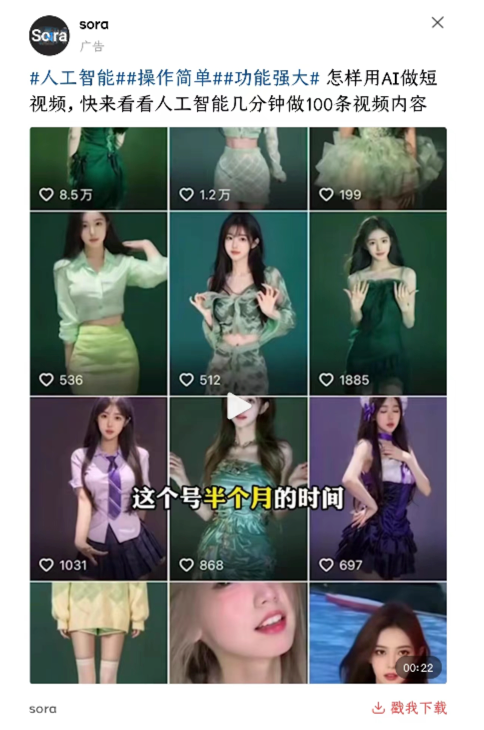 Sora
sora
广告
#人工智能##操作简单##功能强大# 怎样用AI做短
视频, 快来看看人工智能几分钟做100条视频内容
8.5万
1.2万
199
536
512
1885
这个号半个月的时间
1031
868
697
00:22
sora
戳我下载